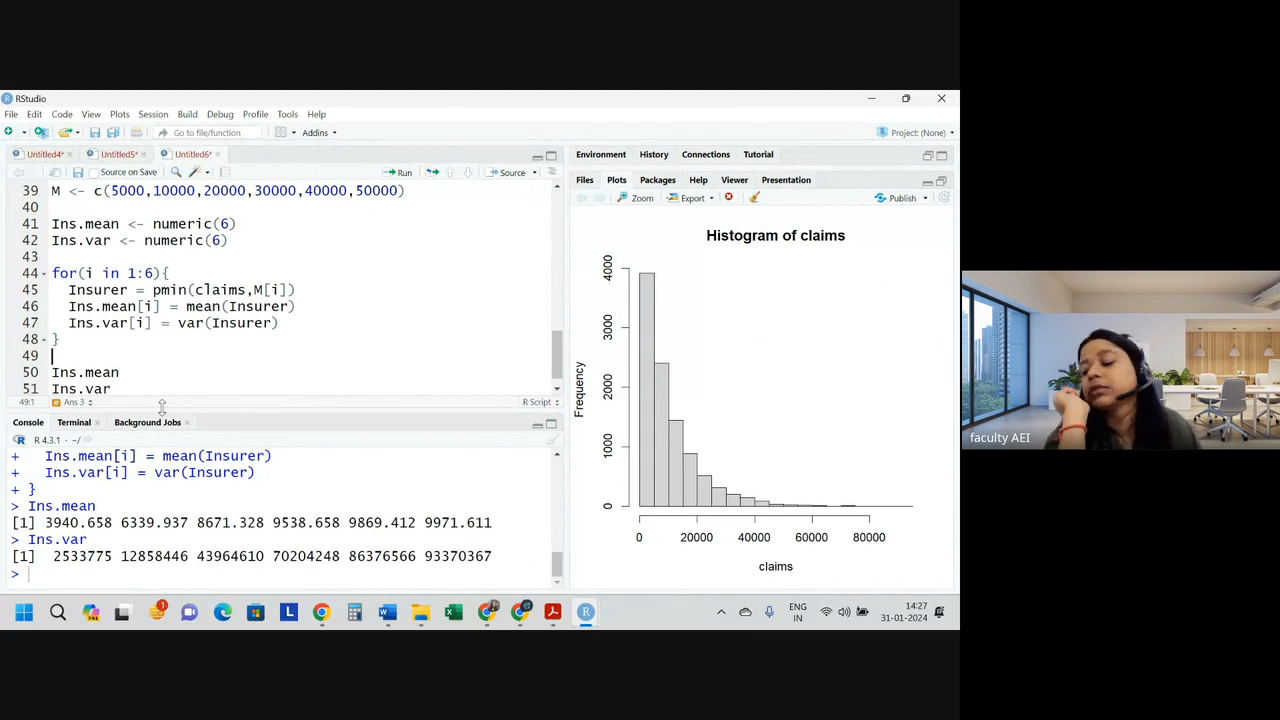 RStudio
File Edit Code View Plots Session Build Debug Profile Tools Help
Go to file/function Addins Project: (None)
Untitled4* Untitled5* Untitled6*
Source on Save Run Source
39 M <- c(5000,10000,20000,30000,40000,50000)
40
41 Ins.mean <- numeric(6)
42 Ins.var <- numeric(6)
43
44 for(i in 1:6){
45 Insurer = pmin(claims,M[i])
46 Ins.mean[i] = mean(Insurer)
47 Ins.var[i] = var(Insurer)
48 }
49
50 Ins.mean
51 Ins.var
49:1 Ans 3 R Script
Console Terminal Background Jobs
R 4.3.1 · ~/
+ Ins.mean[i] = mean(Insurer)
+ Ins.var[i] = var(Insurer)
+ }
> Ins.mean
[1] 3940.658 6339.937 8671.328 9538.658 9869.412 9971.611
> Ins.var
[1] 2533775 12858446 43964610 70204248 86376566 93370367
>
Environment History Connections Tutorial
Files Plots Packages Help Viewer Presentation
Zoom Export Publish
Histogram of claims
Frequency
4000
3000
2000
1000
0
0 20000 40000 60000 80000
claims
faculty AEI
1
ENG
IN
14:27
31-01-2024